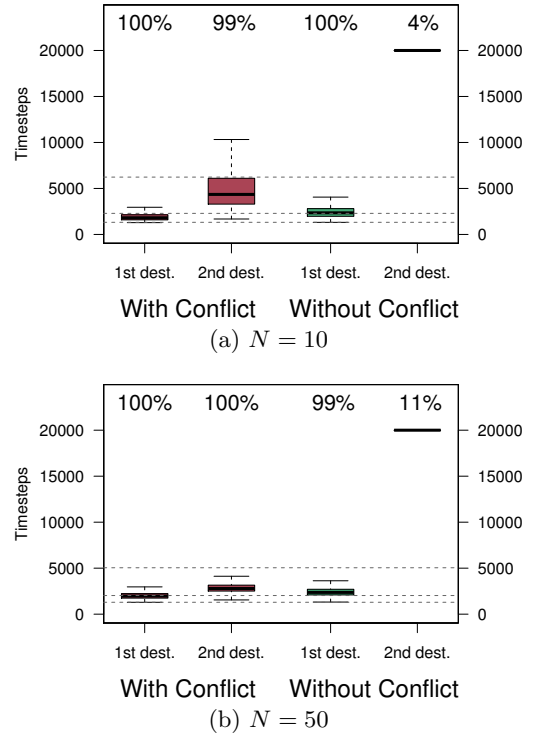 100% 99% 100% 4%
20000 20000
15000 15000
10000 10000
5000 5000
0 0
Timesteps
1st dest. 2nd dest. 1st dest. 2nd dest.
With Conflict Without Conflict
(a) N = 10
100% 100% 99% 11%
20000 20000
15000 15000
10000 10000
5000 5000
0 0
Timesteps
1st dest. 2nd dest. 1st dest. 2nd dest.
With Conflict Without Conflict
(b) N = 50